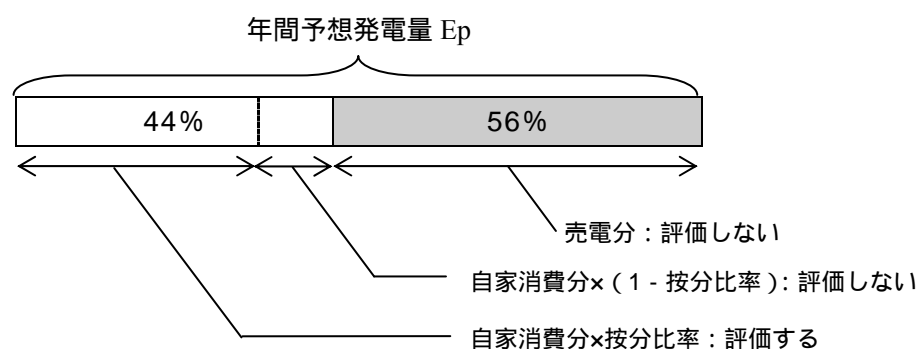 年間予想発電量 Ep
44%
56%
売電分：評価しない
自家消費分×（1 - 按分比率）：評価しない
自家消費分×按分比率：評価する